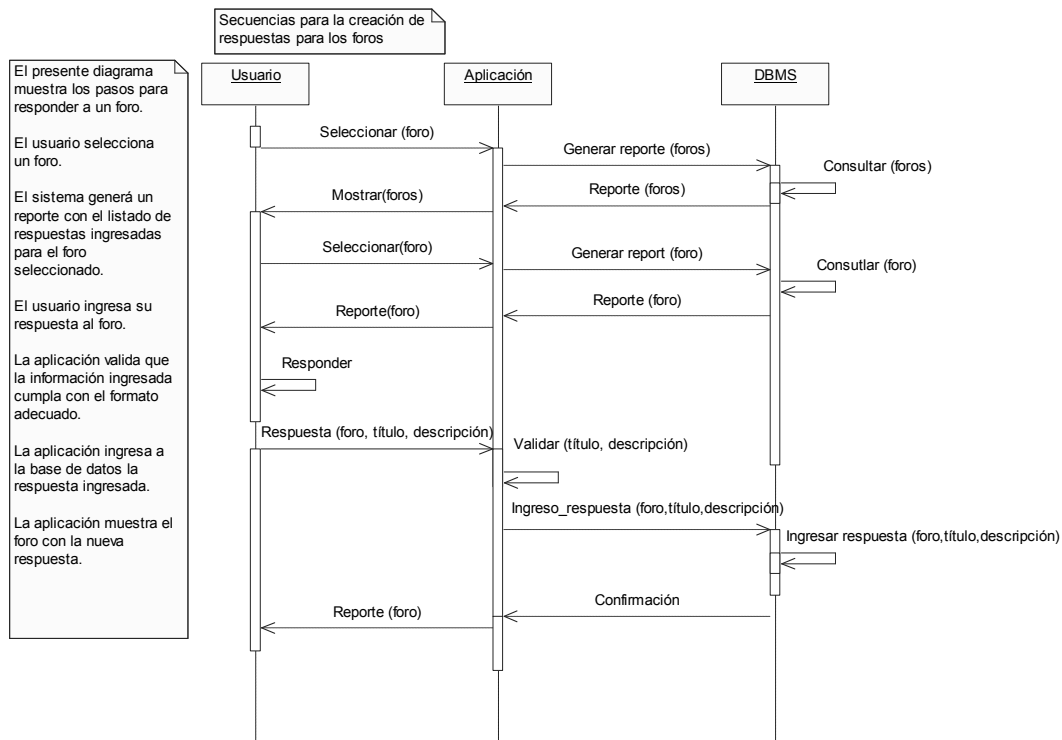 Secuencias para la creación de
respuestas para los foros
El presente diagrama
muestra los pasos para
responder a un foro.
El usuario selecciona
un foro.
El sistema generá un
reporte con el listado de
respuestas ingresadas
para el foro
seleccionado.
El usuario ingresa su
respuesta al foro.
La aplicación valida que
la información ingresada
cumpla con el formato
adecuado.
La aplicación ingresa a
la base de datos la
respuesta ingresada.
La aplicación muestra el
foro con la nueva
respuesta.
Usuario
Aplicación
DBMS
Seleccionar (foro)
Generar reporte (foros)
Consultar (foros)
Reporte (foros)
Mostrar(foros)
Seleccionar(foro)
Generar report (foro)
Consutlar (foro)
Reporte (foro)
Reporte(foro)
Responder
Respuesta (foro, título, descripción)
Validar (título, descripción)
Ingreso_respuesta (foro,título,descripción)
Ingresar respuesta (foro,título,descripción)
Confirmación
Reporte (foro)